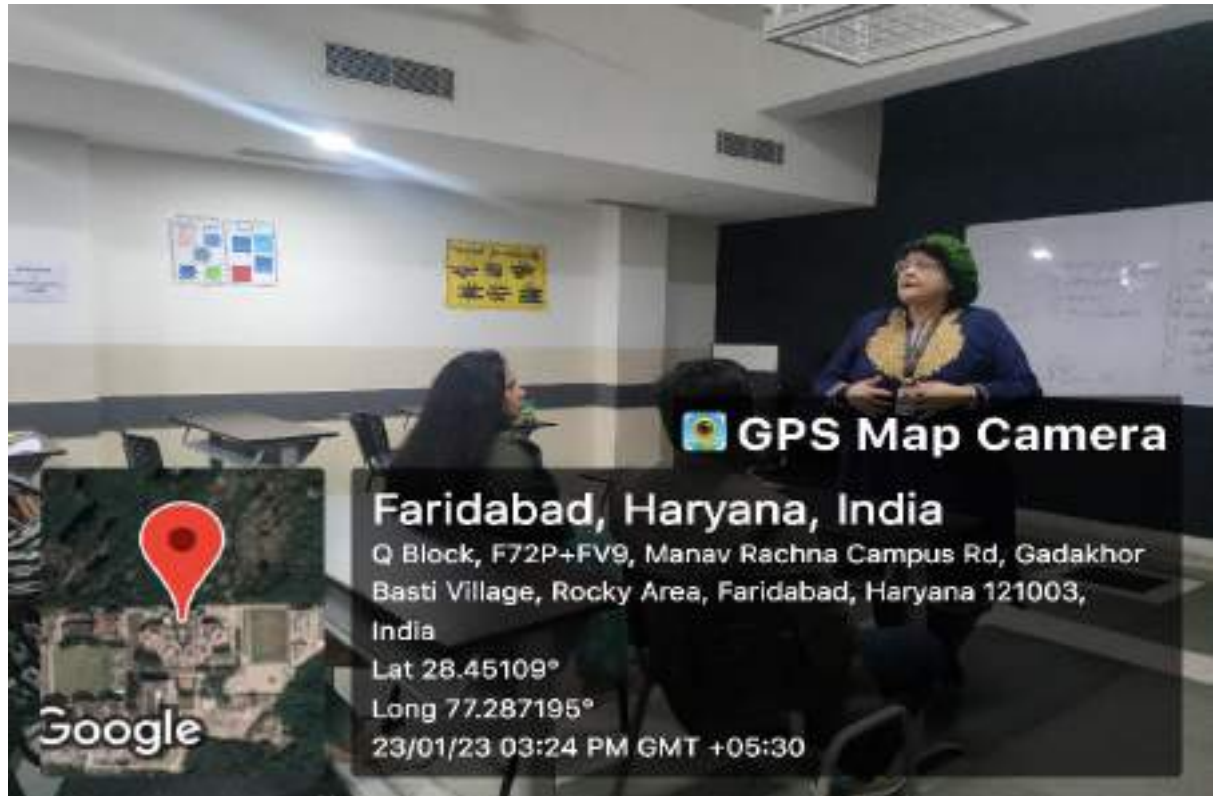 GPS Map Camera
Faridabad, Haryana, India
Q Block, F72P+FV9, Manav Rachna Campus Rd, Gadakhor
Basti Village, Rocky Area, Faridabad, Haryana 121003,
India
Lat 28.45109°
Long 77.287195°
23/01/23 03:24 PM GMT +05:30
Google